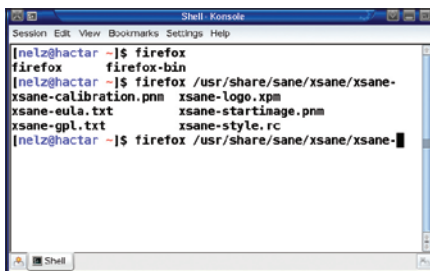 Shell - Konsole
Session Edit View Bookmarks Settings Help
[nelz@hactar ~]$ firefox
firefox firefox-bin
[nelz@hactar ~]$ firefox /usr/share/sane/xsane/xsane-
xsane-calibration.pnm xsane-logo.xpm
xsane-eula.txt xsane-startimage.pnm
xsane-gpl.txt xsane-style.rc
[nelz@hactar ~]$ firefox /usr/share/sane/xsane/xsane-
Shell